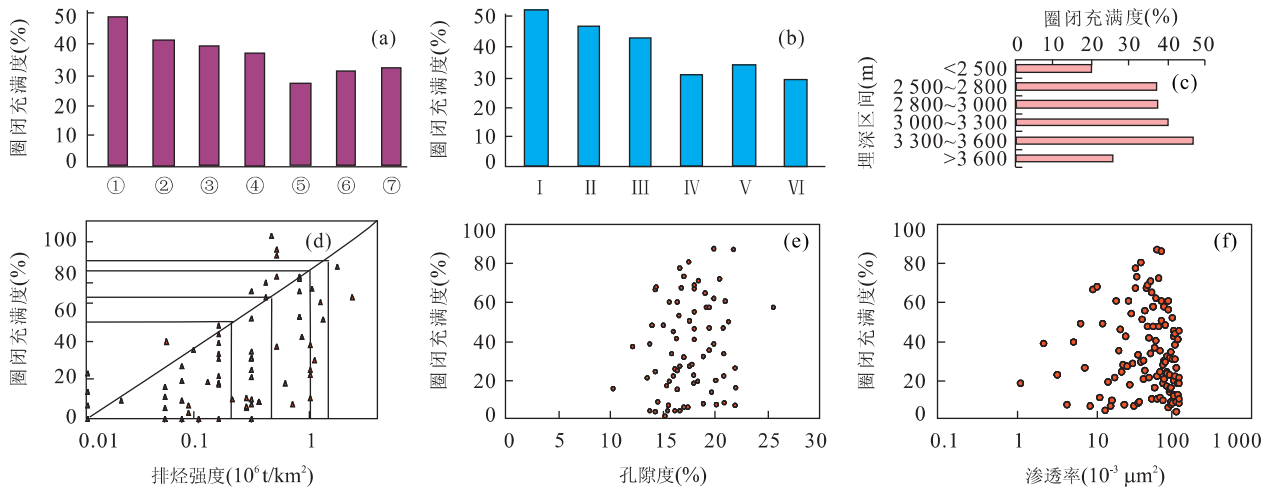 圈闭充满度(%)
50
40
30
20
10
0
(a)
① ② ③ ④ ⑤ ⑥ ⑦
圈闭充满度(%)
50
40
30
20
10
0
(b)
I II III IV V VI
圈闭充满度(%)
0 10 20 30 40 50
埋深区间(m)
<2 500
2 500~2 800
2 800~3 000
3 000~3 300
3 300~3 600
>3 600
(c)
圈闭充满度(%)
100
80
60
40
20
0
(d)
0.01 0.1 1
排烃强度(10⁶t/km²)
圈闭充满度(%)
100
80
60
40
20
0
(e)
0 5 10 15 20 25 30
孔隙度(%)
圈闭充满度(%)
100
80
60
40
20
0
(f)
0.1 1 10 100 1 000
渗透率(10⁻³ μm²)